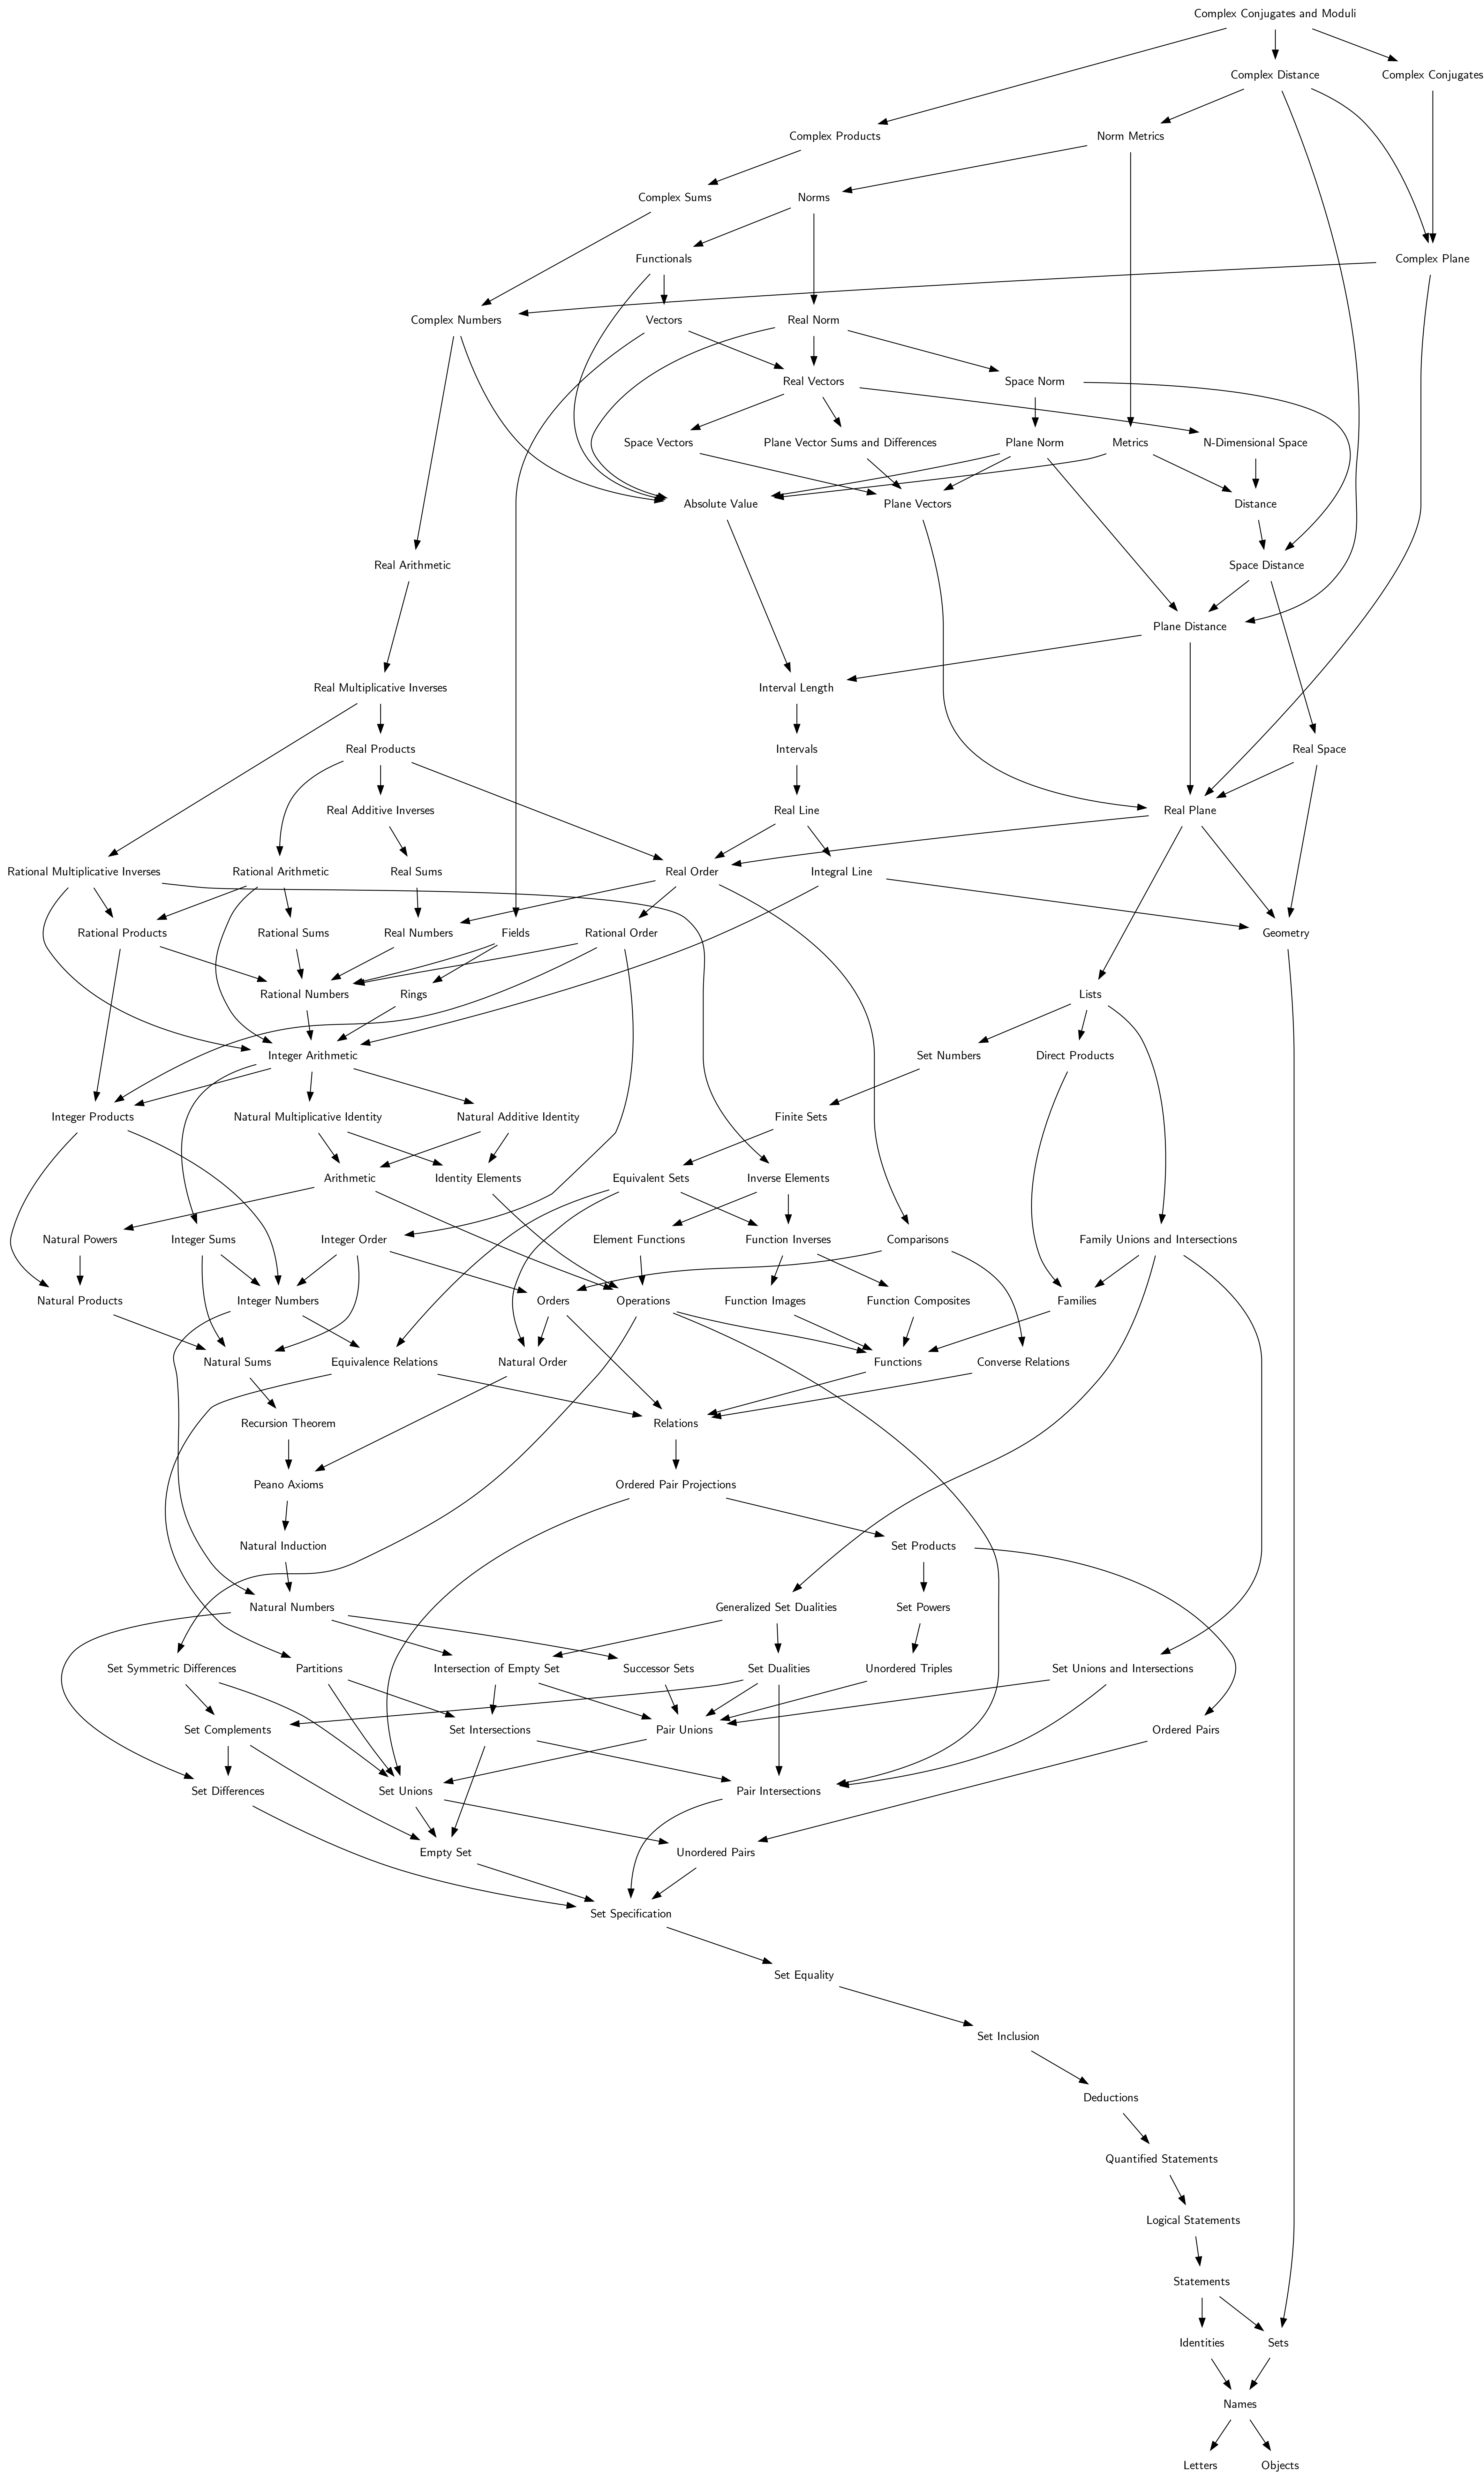 Complex Conjugates and Moduli
Complex Distance
Complex Conjugates
Complex Products
Norm Metrics
Complex Sums
Norms
Functionals
Complex Plane
Complex Numbers
Vectors
Real Norm
Real Vectors
Space Norm
Space Vectors
Plane Vector Sums and Differences
Plane Norm
Metrics
N-Dimensional Space
Absolute Value
Plane Vectors
Distance
Real Arithmetic
Space Distance
Plane Distance
Real Multiplicative Inverses
Interval Length
Real Products
Intervals
Real Space
Real Additive Inverses
Real Line
Real Plane
Rational Multiplicative Inverses
Rational Arithmetic
Real Sums
Real Order
Integral Line
Rational Products
Rational Sums
Real Numbers
Fields
Rational Order
Geometry
Rational Numbers
Rings
Lists
Integer Arithmetic
Set Numbers
Direct Products
Integer Products
Natural Multiplicative Identity
Natural Additive Identity
Finite Sets
Arithmetic
Identity Elements
Equivalent Sets
Inverse Elements
Natural Powers
Integer Sums
Integer Order
Element Functions
Function Inverses
Comparisons
Family Unions and Intersections
Natural Products
Integer Numbers
Orders
Operations
Function Images
Function Composites
Families
Natural Sums
Equivalence Relations
Natural Order
Functions
Converse Relations
Recursion Theorem
Relations
Peano Axioms
Ordered Pair Projections
Natural Induction
Set Products
Natural Numbers
Generalized Set Dualities
Set Powers
Set Symmetric Differences
Partitions
Intersection of Empty Set
Successor Sets
Set Dualities
Unordered Triples
Set Unions and Intersections
Set Complements
Set Intersections
Pair Unions
Ordered Pairs
Set Differences
Set Unions
Pair Intersections
Empty Set
Unordered Pairs
Set Specification
Set Equality
Set Inclusion
Deductions
Quantified Statements
Logical Statements
Statements
Identities
Sets
Names
Letters
Objects